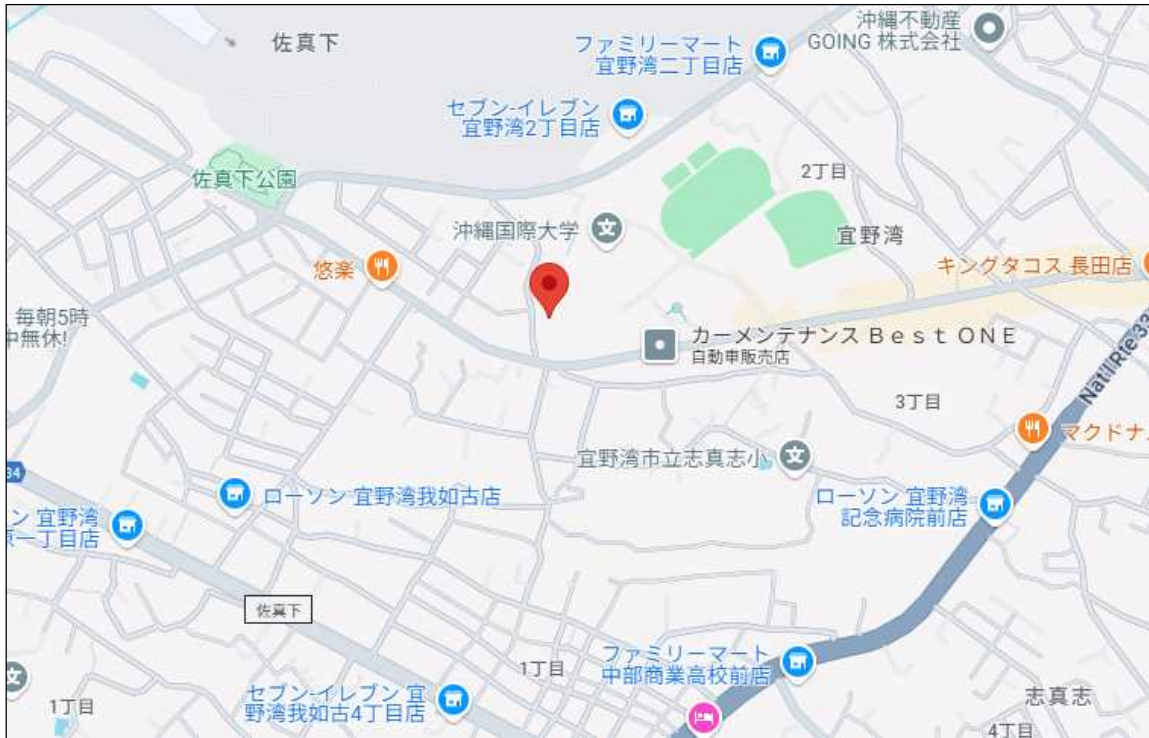 佐真下
ファミリーマート
宜野湾二丁目店
沖縄不動産
GOING 株式会社
セブン-イレブン
宜野湾2丁目店
佐真下公園
2丁目
沖縄国際大学
宜野湾
悠楽
キングタコス 長田店
毎朝5時
中無休!
カーメンテナンス Ｂｅｓｔ ＯＮＥ
自動車販売店
Nat'l Rte 33
3丁目
マクドナ
宜野湾市立志真志小
34
ローソン 宜野湾我如古店
ローソン 宜野湾
記念病院前店
ン 宜野湾
一丁目店
佐真下
1丁目
ファミリーマート
中部商業高校前店
セブン-イレブン 宜
野湾我如古4丁目店
1丁目
志真志
4丁目